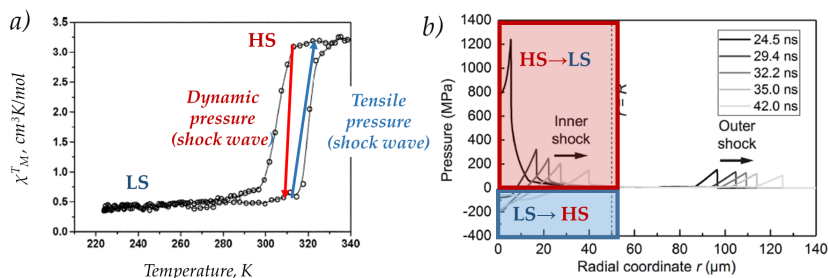 a)
HS
Dynamic
pressure
(shock wave)
Tensile
pressure
(shock wave)
LS
χᵀM, cm³K/mol
3.5
3.0
2.5
2.0
1.5
1.0
0.5
0.0
220 240 260 280 300 320 340
Temperature, K
b)
Pressure (MPa)
1400
1200
1000
800
600
400
200
0
-200
-400
HS→LS
Inner
shock
r = R
24.5 ns
29.4 ns
32.2 ns
35.0 ns
42.0 ns
Outer
shock
LS→ HS
0 20 40 60 80 100 120 140
Radial coordinate r (µm)